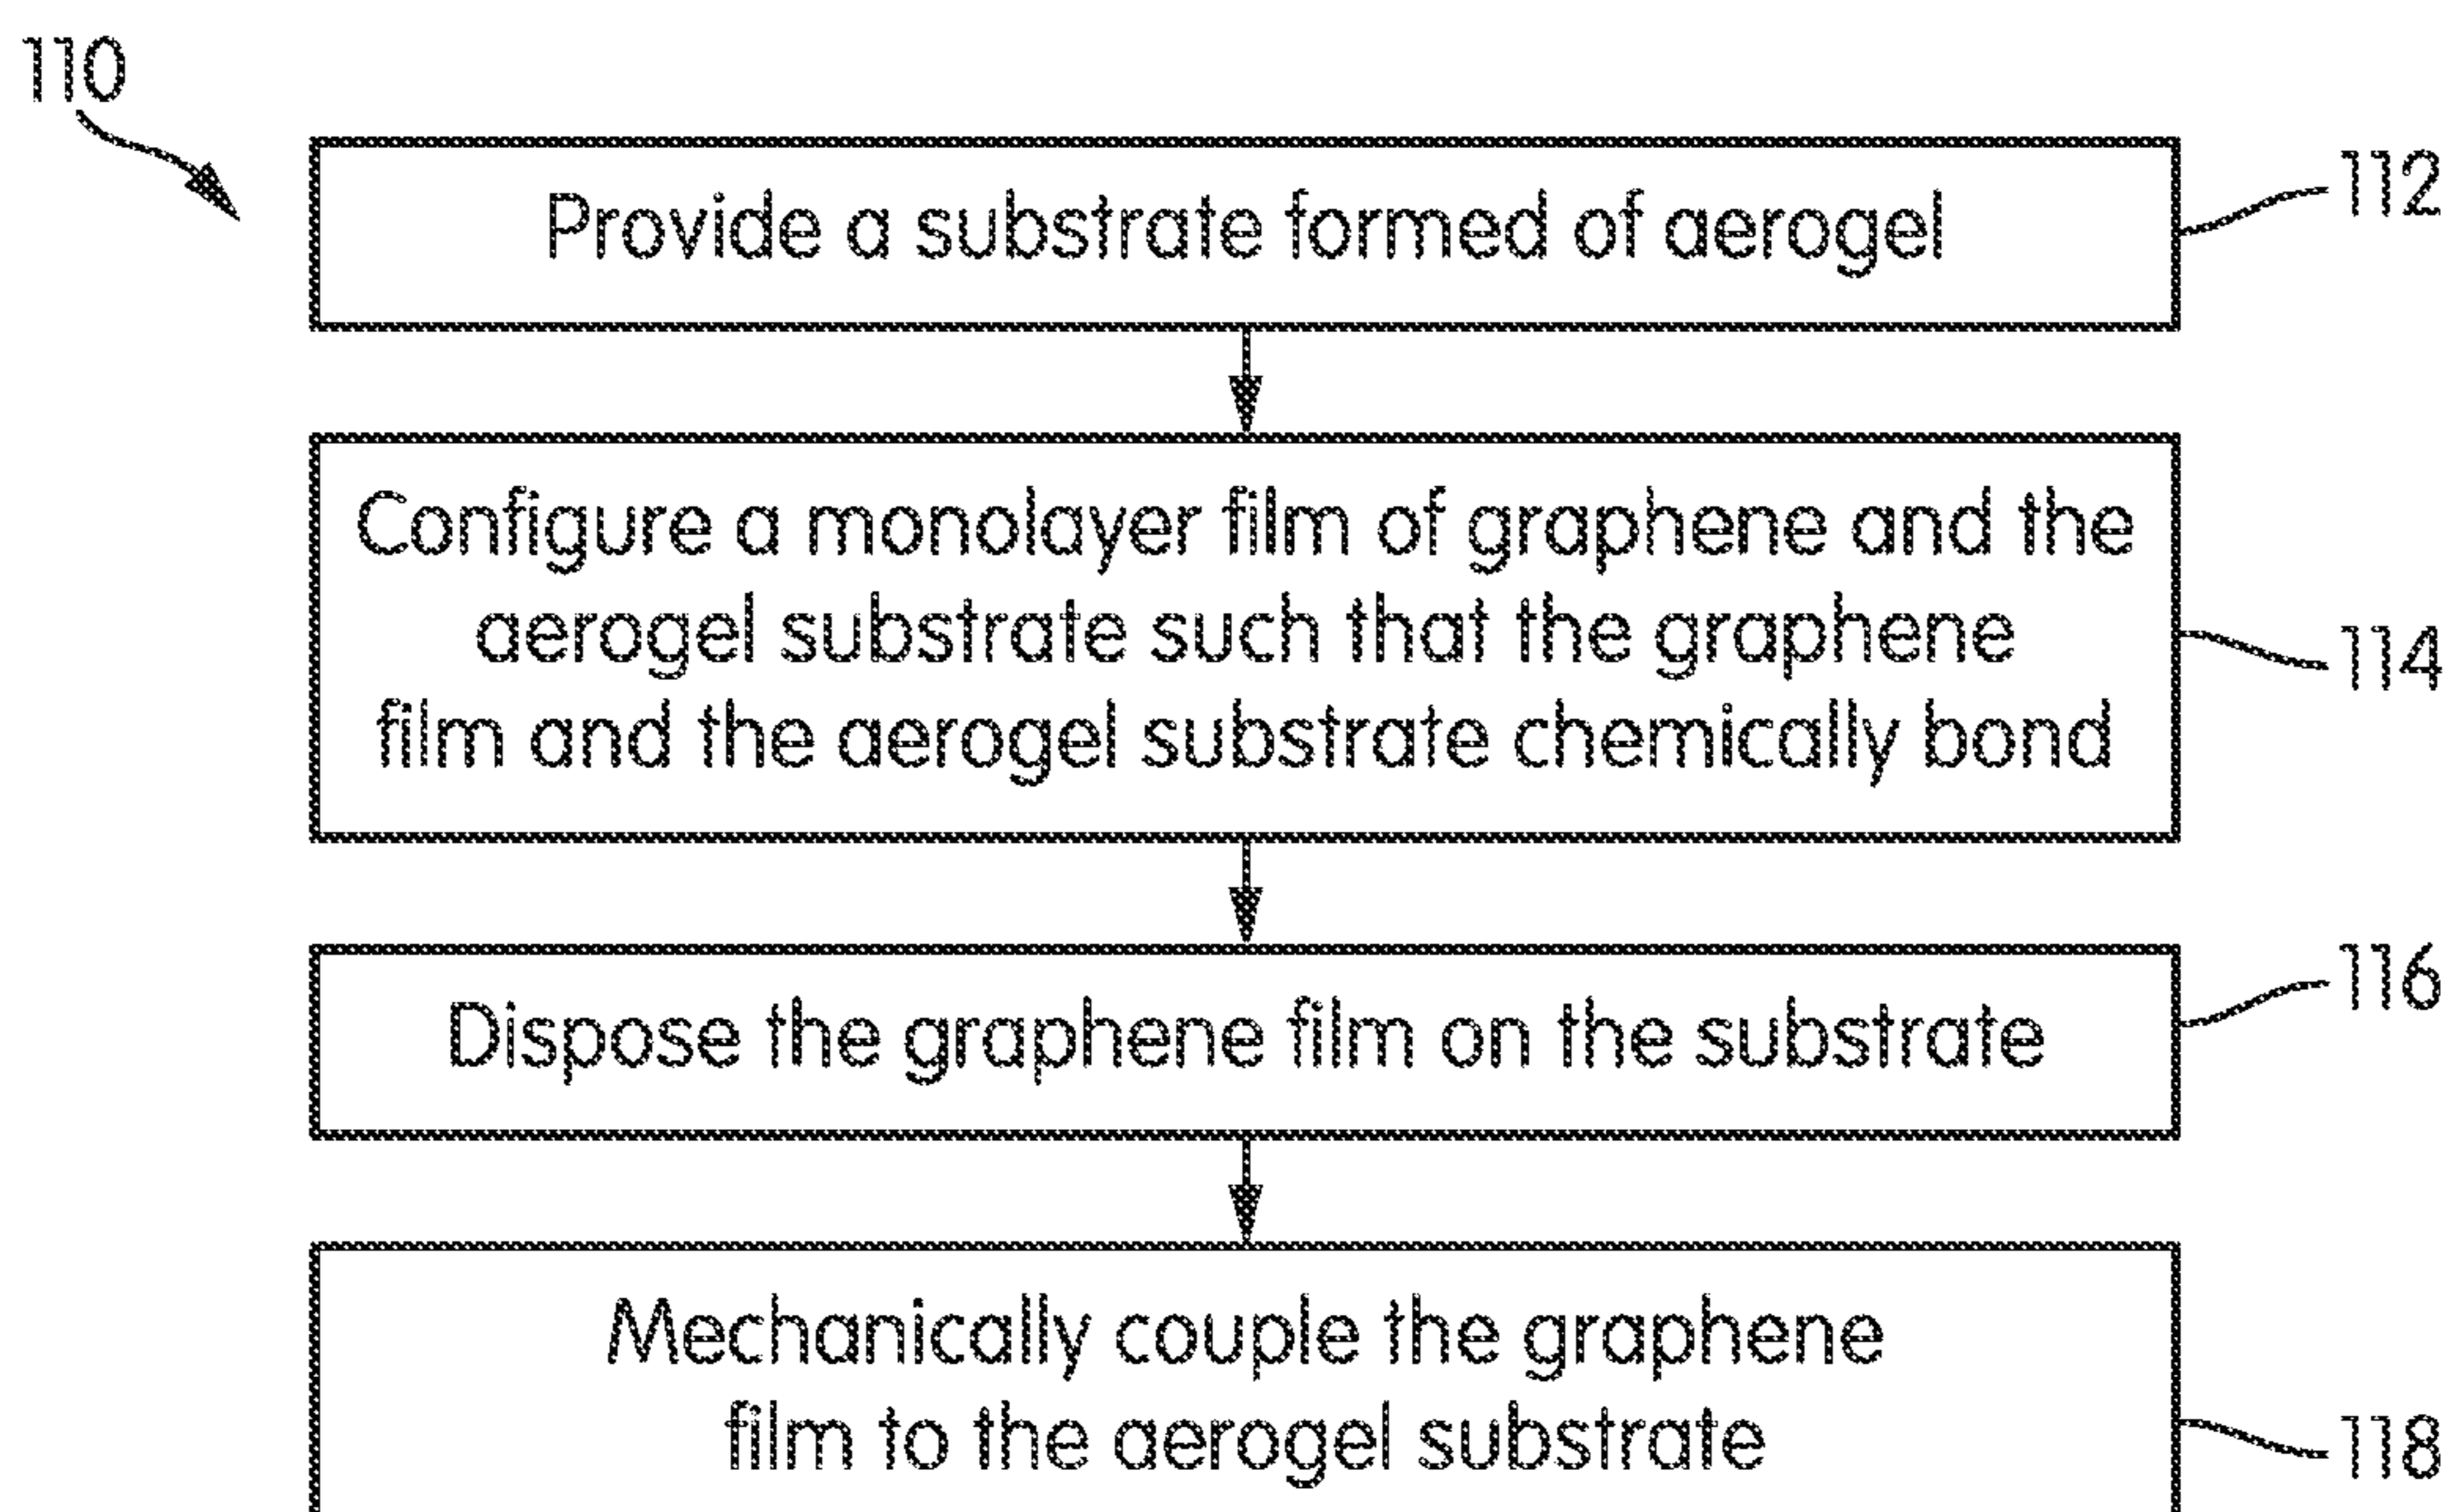 110
Provide a substrate formed of aerogel
112
Configure a monolayer film of graphene and the
aerogel substrate such that the graphene
film and the aerogel substrate chemically bond
114
Dispose the graphene film on the substrate
116
Mechanically couple the graphene
film to the aerogel substrate
118